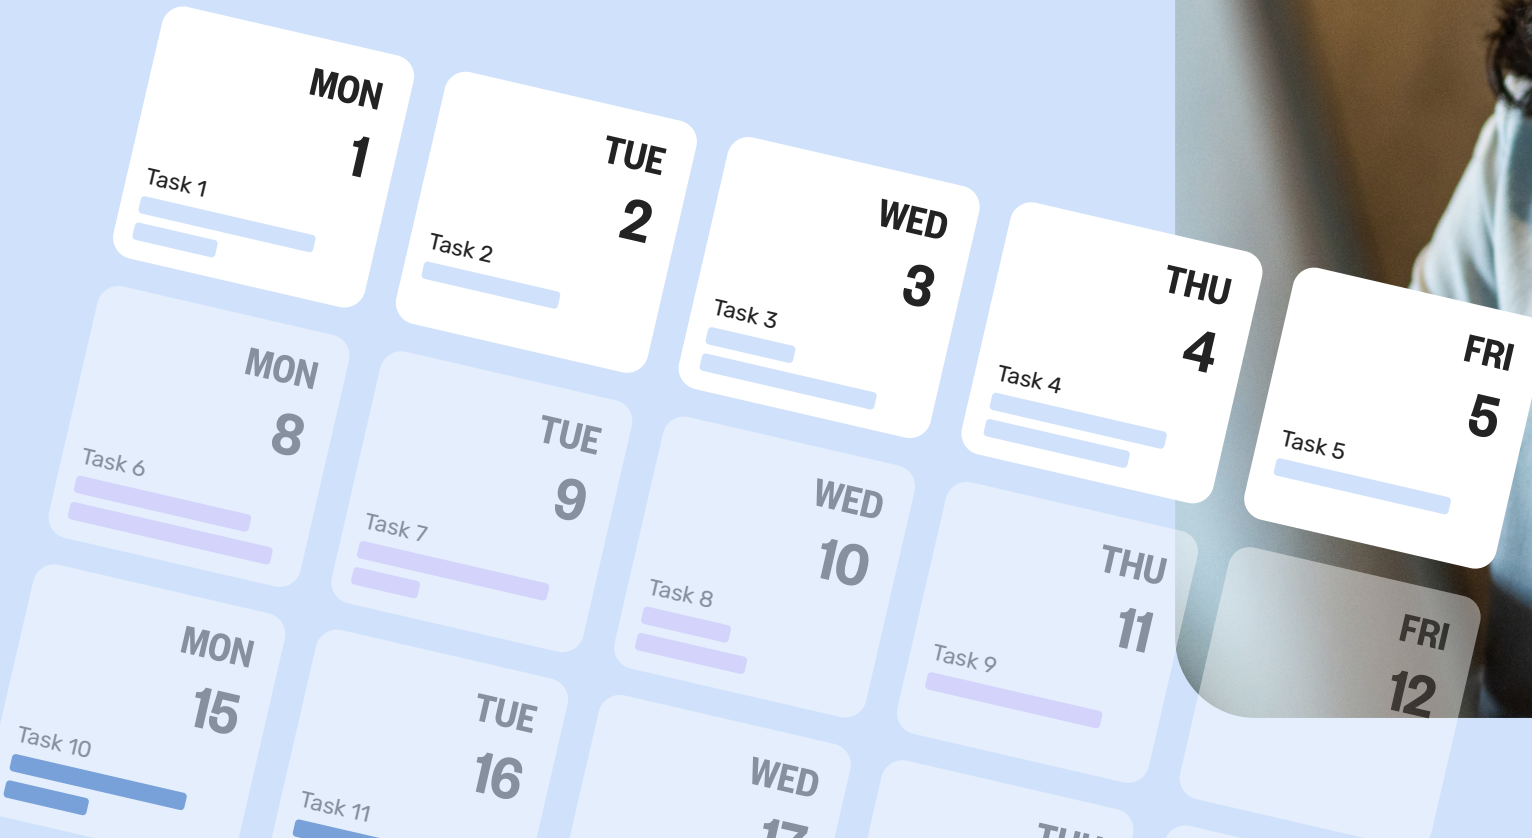 MON
1
Task 1
TUE
2
Task 2
WED
3
Task 3
THU
4
Task 4
FRI
5
Task 5
MON
8
Task 6
TUE
9
Task 7
WED
10
Task 8
THU
11
Task 9
FRI
12
MON
15
Task 10
TUE
16
Task 11
WED
17
THU